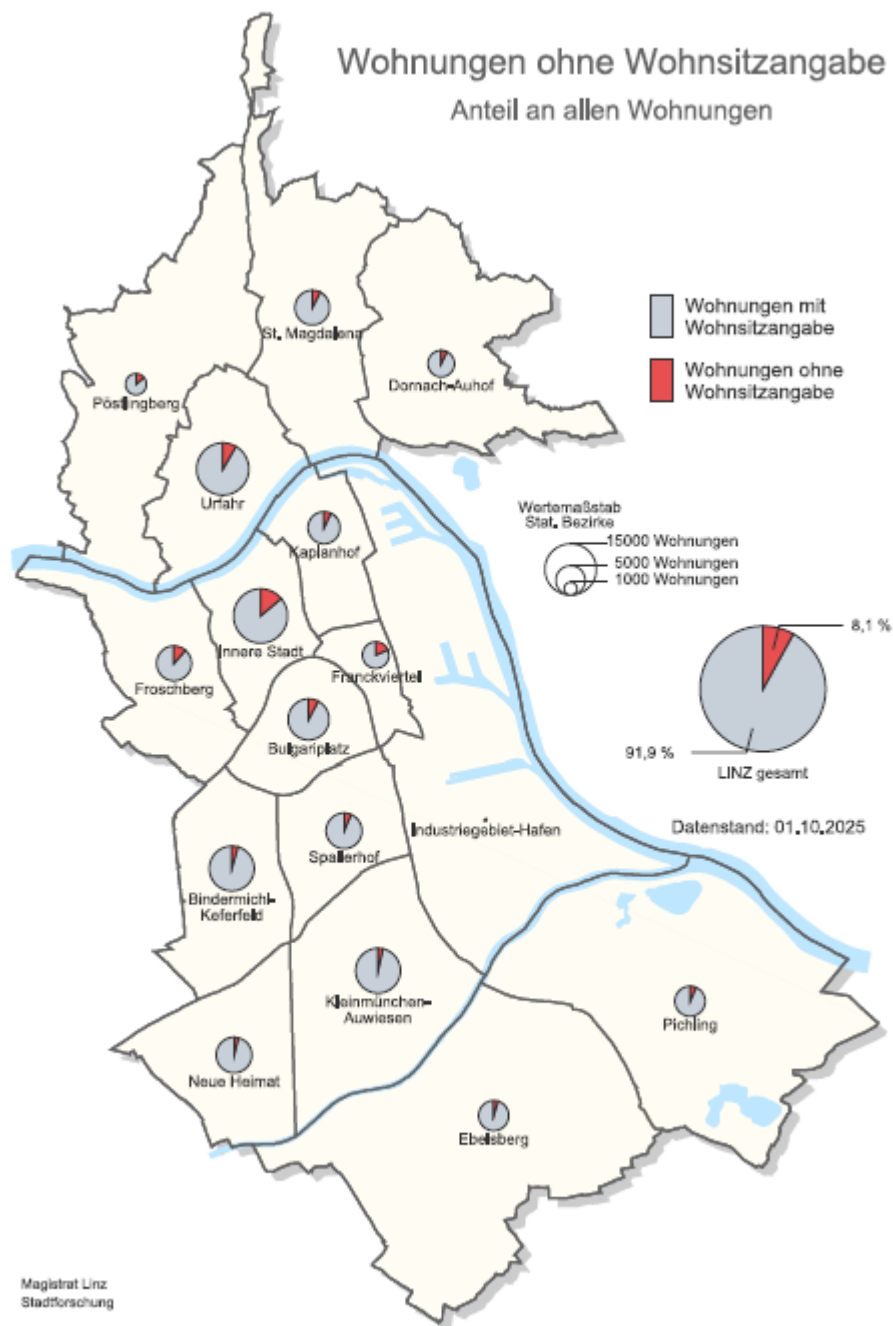 Wohnungen ohne Wohnsitzangabe
Anteil an allen Wohnungen
Wohnungen mit
Wohnsitzangabe
Wohnungen ohne
Wohnsitzangabe
St. Magdalena
Dornach-Auhof
Pöstlingberg
Urfahr
Wertemaßstab
Stat. Bezirke
15000 Wohnungen
5000 Wohnungen
1000 Wohnungen
Kaplanhof
8,1 %
Innere Stadt
Franckviertel
Froschberg
Bulgariplatz
91,9 %
LINZ gesamt
Industriegebiet-Hafen
Datenstand: 01.10.2025
Spallerhof
Bindermichl-
Keferfeld
Kleinmünchen-
Auwiesen
Pichling
Neue Heimat
Ebelsberg
Magistrat Linz
Stadtforschung